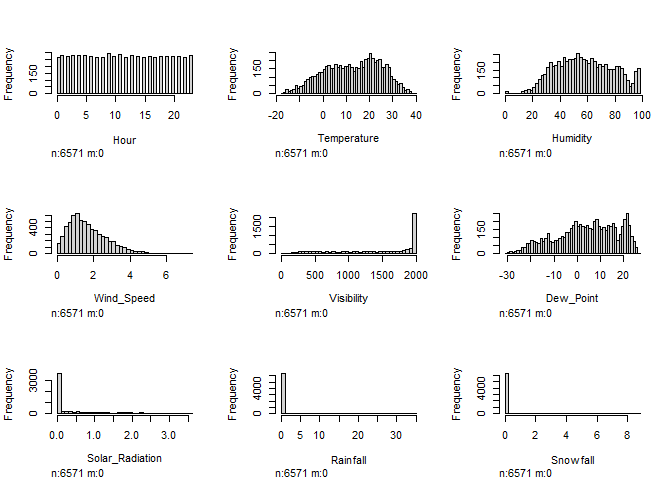 Frequency
0 150
0 5 10 15 20
Hour
n:6571 m:0
Frequency
0 150
-20 0 10 20 30 40
Temperature
n:6571 m:0
Frequency
0 150
0 20 40 60 80 100
Humidity
n:6571 m:0
Frequency
0 400
0 2 4 6
Wind_Speed
n:6571 m:0
Frequency
0 1500
0 500 1000 1500 2000
Visibility
n:6571 m:0
Frequency
0 150
-30 -10 0 10 20
Dew_Point
n:6571 m:0
Frequency
0 3000
0.0 1.0 2.0 3.0
Solar_Radiation
n:6571 m:0
Frequency
0 4000
0 5 10 20 30
Rainfall
n:6571 m:0
Frequency
0 4000
0 2 4 6 8
Snowfall
n:6571 m:0